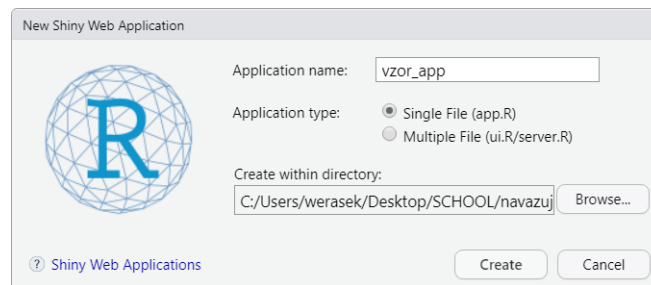 New Shiny Web Application
Application name: vzor_app
Application type: Single File (app.R)
Multiple File (ui.R/server.R)
Create within directory:
C:/Users/werasek/Desktop/SCHOOL/navazuj Browse...
R
? Shiny Web Applications Create Cancel